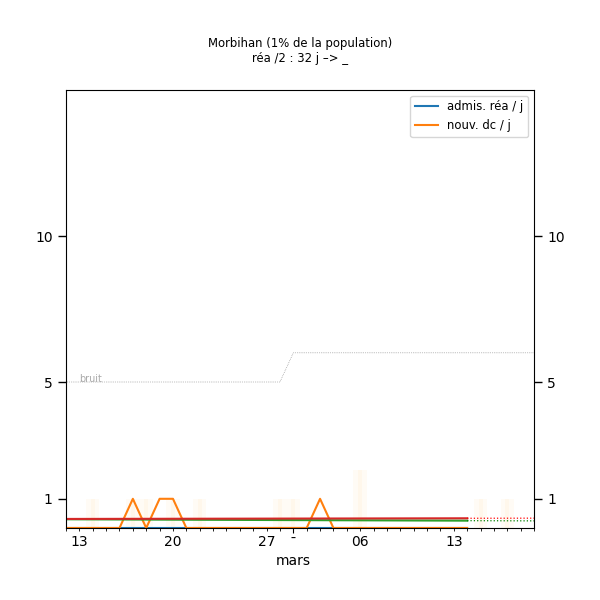 Morbihan (1% de la population)
réa /2 : 32 j –> _
admis. réa / j
nouv. dc / j
10 10
bruit
5 5
1 1
13 20 27 - 06 13
mars